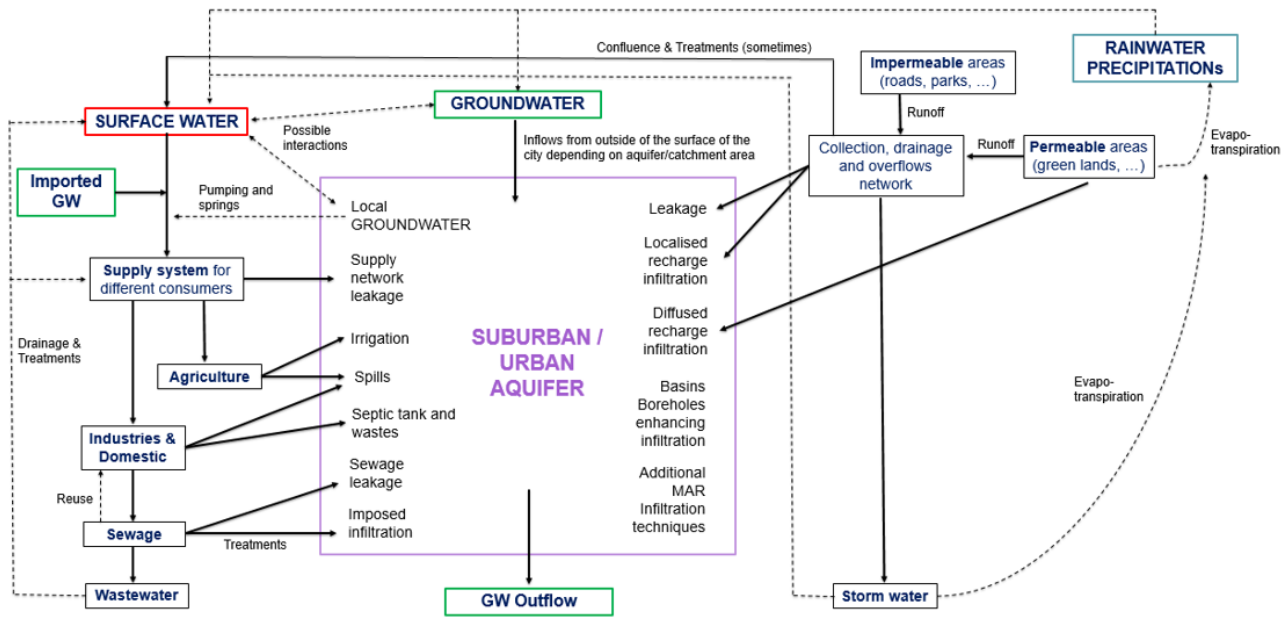 Confluence & Treatments (sometimes)
Impermeable areas
(roads, parks, …)
RAINWATER
PRECIPITATIONs
SURFACE WATER
GROUNDWATER
Possible
interactions
Runoff
Inflows from outside of the surface of the
city depending on aquifer/catchment area
Collection, drainage
and overflows
network
Runoff
Permeable areas
(green lands, …)
Evapo-
transpiration
Imported
GW
Pumping and
springs
Local
GROUNDWATER
Leakage
Supply system for
different consumers
Supply
network
leakage
Localised
recharge
infiltration
Drainage &
Treatments
Irrigation
SUBURBAN /
URBAN
AQUIFER
Diffused
recharge
infiltration
Agriculture
Spills
Basins
Boreholes
enhancing
infiltration
Evapo-
transpiration
Septic tank and
wastes
Industries &
Domestic
Sewage
leakage
Additional
MAR
Infiltration
techniques
Reuse
Imposed
infiltration
Sewage
Treatments
Wastewater
GW Outflow
Storm water